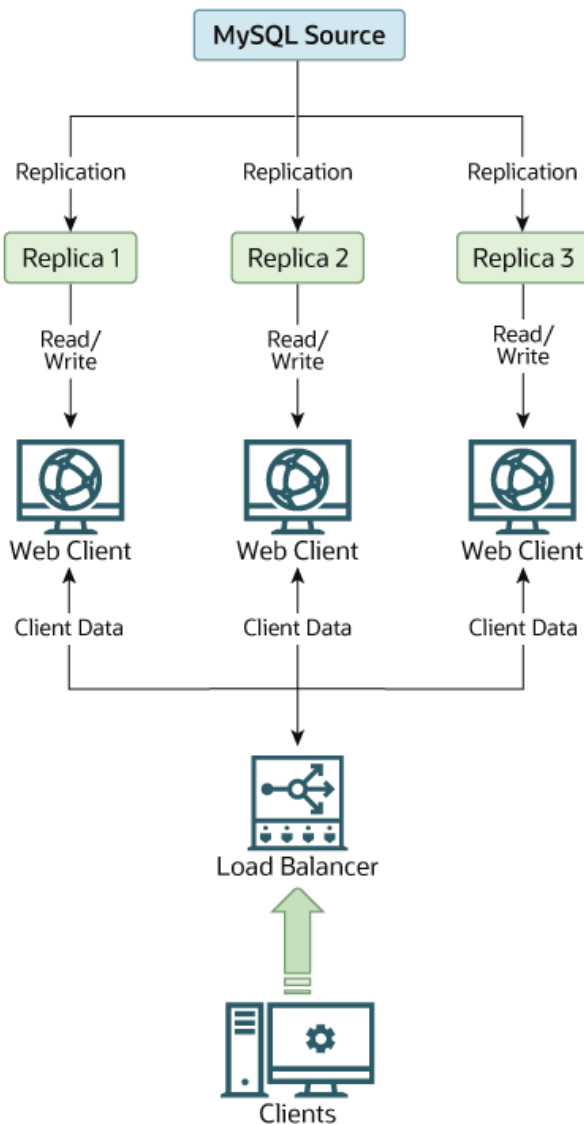 MySQL Source
Replication
Replication
Replication
Replica 1
Replica 2
Replica 3
Read/
Write
Read/
Write
Read/
Write
Web Client
Web Client
Web Client
Client Data
Client Data
Client Data
Load Balancer
Clients